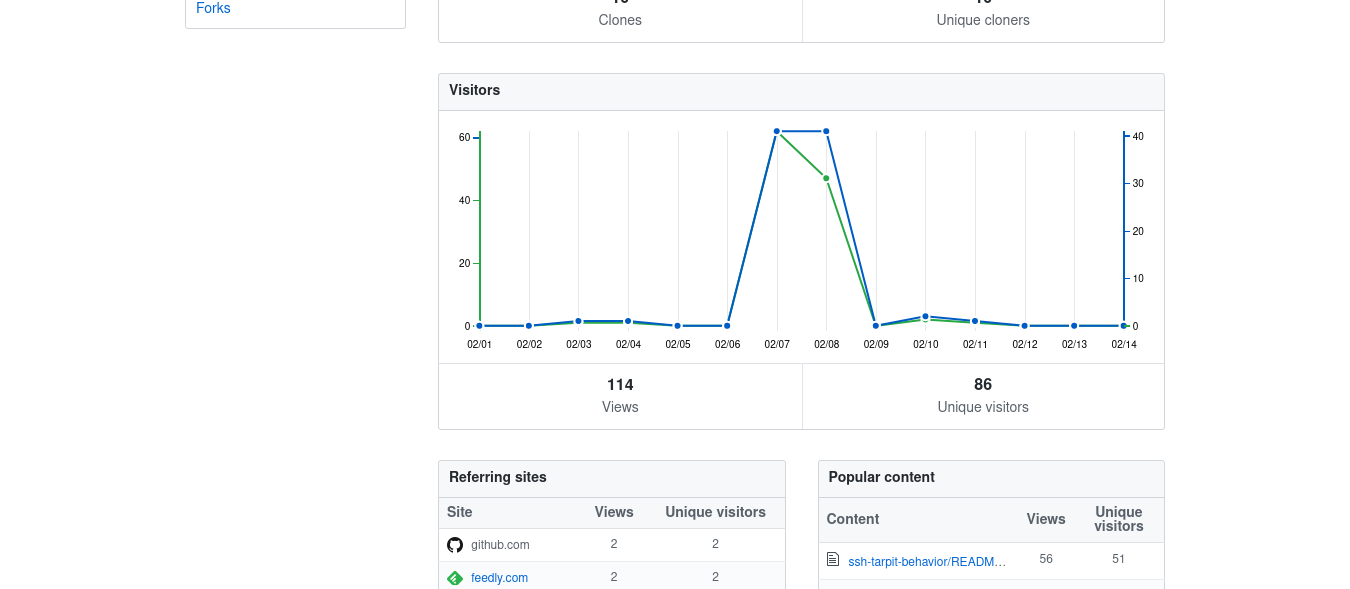 Forks
Clones
Unique cloners
Visitors
60
40
20
0
40
30
20
10
0
02/01 02/02 02/03 02/04 02/05 02/06 02/07 02/08 02/09 02/10 02/11 02/12 02/13 02/14
114
Views
86
Unique visitors
Referring sites
Site Views Unique visitors
github.com 2 2
feedly.com 2 2
Popular content
Content Views Unique visitors
ssh-tarpit-behavior/READM… 56 51